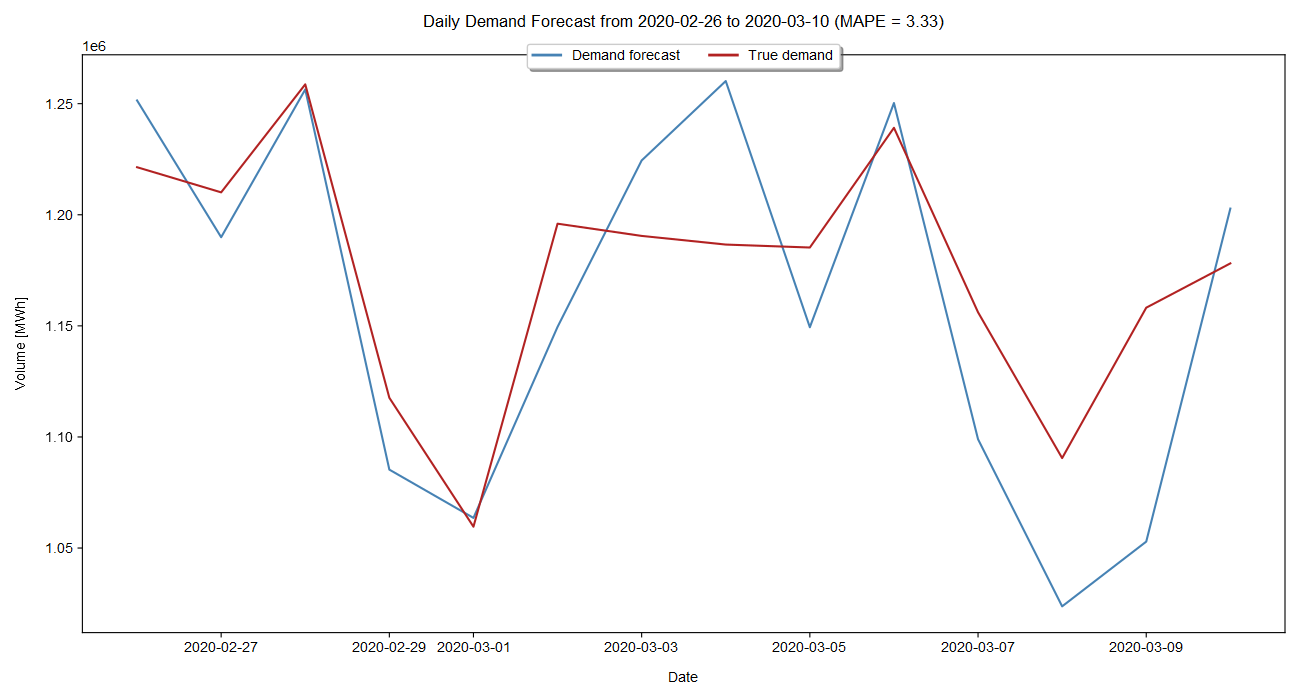 Daily Demand Forecast from 2020-02-26 to 2020-03-10 (MAPE = 3.33)
1e6
Demand forecast
True demand
1.25
1.20
1.15
1.10
1.05
Volume [MWh]
2020-02-27
2020-02-29
2020-03-01
2020-03-03
2020-03-05
2020-03-07
2020-03-09
Date